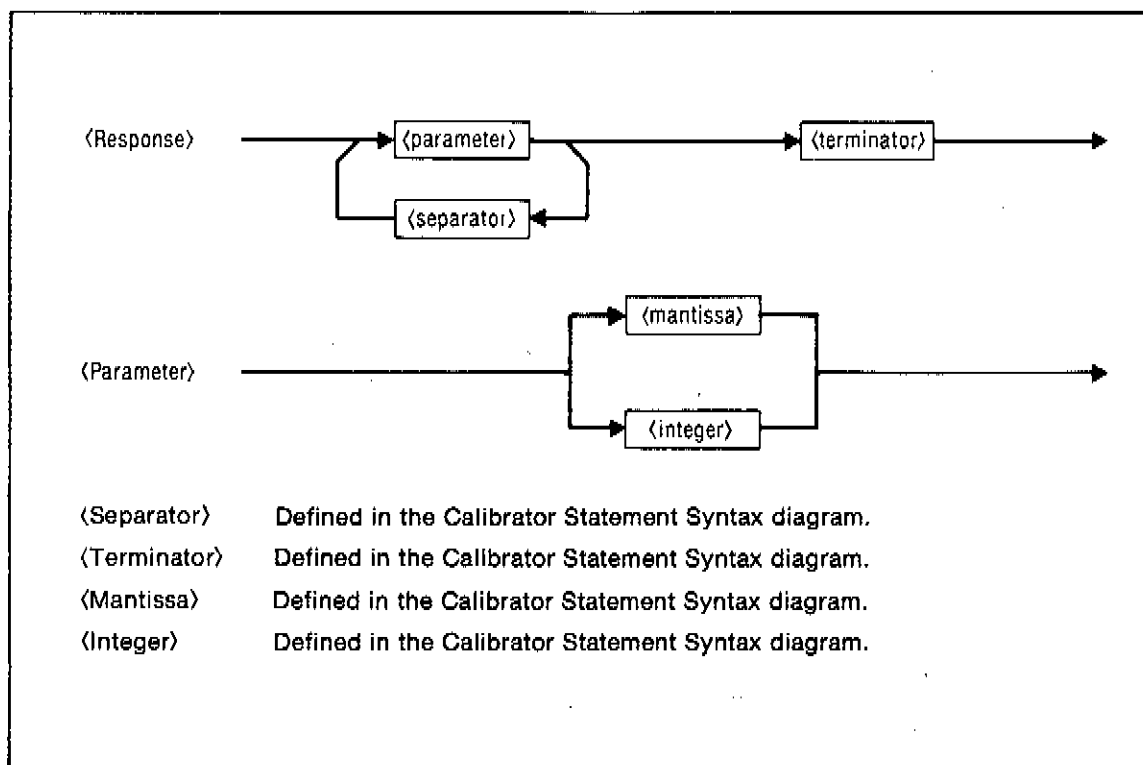 ⟨Response⟩ ⟨parameter⟩ ⟨terminator⟩
⟨separator⟩
⟨mantissa⟩
⟨Parameter⟩
⟨integer⟩
⟨Separator⟩ Defined in the Calibrator Statement Syntax diagram.
⟨Terminator⟩ Defined in the Calibrator Statement Syntax diagram.
⟨Mantissa⟩ Defined in the Calibrator Statement Syntax diagram.
⟨Integer⟩ Defined in the Calibrator Statement Syntax diagram.